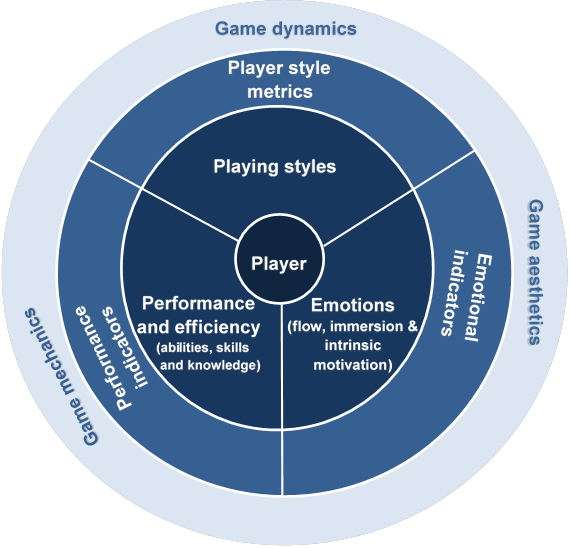 Game dynamics
Player style
metrics
Playing styles
Player
Performance
and efficiency
(abilities, skills
and knowledge)
Emotions
(flow, immersion &
intrinsic
motivation)
Performance
indicators
Emotional
indicators
Game mechanics
Game aesthetics